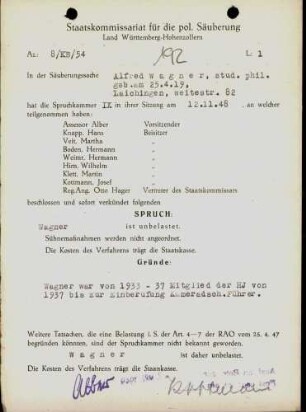 Staatskommissariat für die pol. Säuberung
Land Württemberg-Hohenzollern
Az: 8/KB/54
192
L 1
In der Säuberungssache Alfred Wagner, stud. phil.
geb.am 25.4.19,
Laichingen, Weitestr. 82
hat die Spruchkammer IX in ihrer Sitzung am 12.11.48, an welcher
teilgenommen haben:
Assessor Alber Vorsitzender
Knapp, Hans Beisitzer
Veit, Martha "
Boden, Hermann "
Weimr, Hermann "
Hirn, Wilhelm "
Klett, Martin "
Kottmann, Josef "
Reg.Ang. Otto Hager Vertreter des Staatskommissars
beschlossen und sofort verkündet folgenden
SPRUCH:
Wagner ist unbelastet.
Sühnemaßnahmen werden nicht angeordnet.
Die Kosten des Verfahrens trägt die Staatskasse.
Gründe:
Wagner war von 1933 - 37 Mitglied der HJ von
1937 bis zur Einberufung Kameradsch.Führer.
Weitere Tatsachen, die eine Belastung i. S. der Art. 4–7 der RAO vom 25. 4. 47
begründen könnten, sind der Spruchkammer nicht bekannt geworden.
Wagner ist daher unbelastet.
Die Kosten des Verfahrens trägt die Staatskasse.